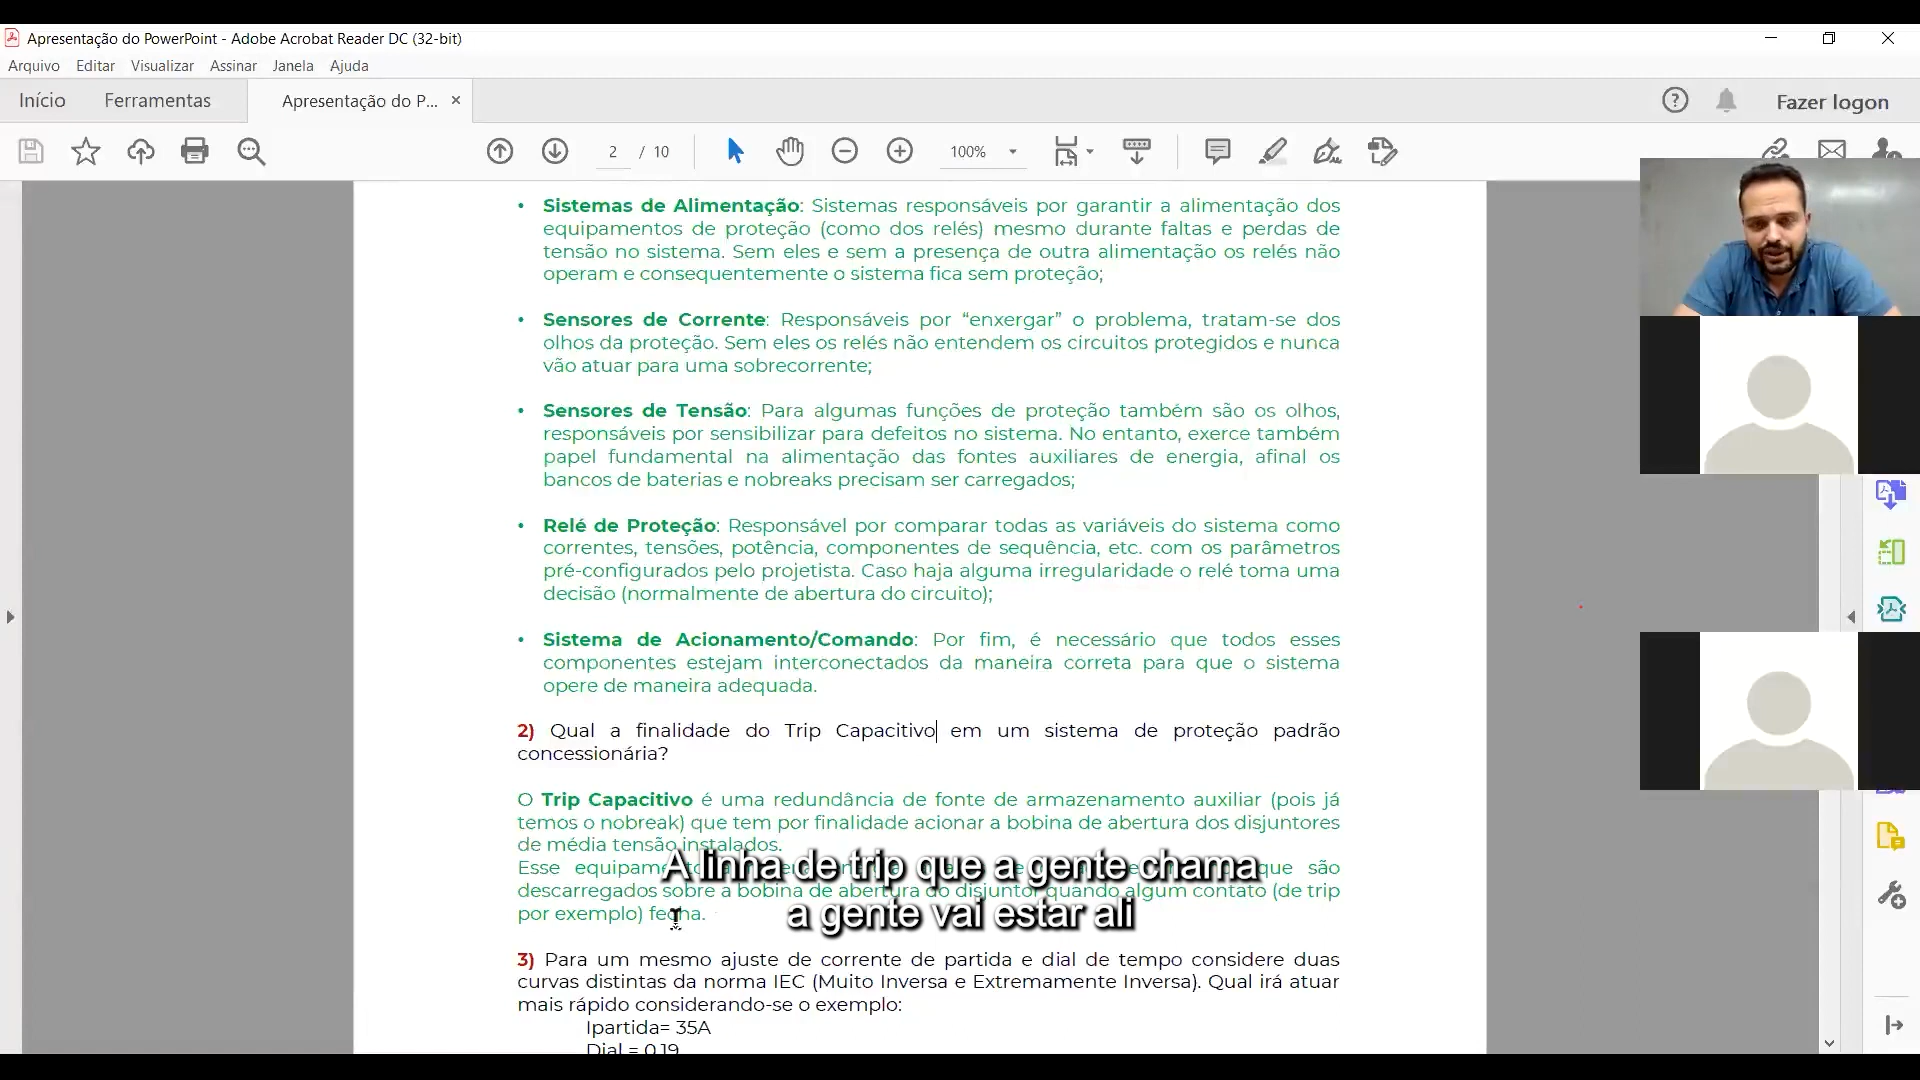 Apresentação do PowerPoint - Adobe Acrobat Reader DC (32-bit)
Arquivo Editar Visualizar Assinar Janela Ajuda
Início Ferramentas Apresentação do P... Fazer logon
2 / 10 100%
• Sistemas de Alimentação: Sistemas responsáveis por garantir a alimentação dos
equipamentos de proteção (como dos relés) mesmo durante faltas e perdas de
tensão no sistema. Sem eles e sem a presença de outra alimentação os relés não
operam e consequentemente o sistema fica sem proteção;
• Sensores de Corrente: Responsáveis por “enxergar” o problema, tratam-se dos
olhos da proteção. Sem eles os relés não entendem os circuitos protegidos e nunca
vão atuar para uma sobrecorrente;
• Sensores de Tensão: Para algumas funções de proteção também são os olhos,
responsáveis por sensibilizar para defeitos no sistema. No entanto, exerce também
papel fundamental na alimentação das fontes auxiliares de energia, afinal os
bancos de baterias e nobreaks precisam ser carregados;
• Relé de Proteção: Responsável por comparar todas as variáveis do sistema como
correntes, tensões, potência, componentes de sequência, etc. com os parâmetros
pré-configurados pelo projetista. Caso haja alguma irregularidade o relé toma uma
decisão (normalmente de abertura do circuito);
• Sistema de Acionamento/Comando: Por fim, é necessário que todos esses
componentes estejam interconectados da maneira correta para que o sistema
opere de maneira adequada.
2) Qual a finalidade do Trip Capacitivo em um sistema de proteção padrão
concessionária?
O Trip Capacitivo é uma redundância de fonte de armazenamento auxiliar (pois já
temos o nobreak) que tem por finalidade acionar a bobina de abertura dos disjuntores
de média tensão instalados.
Esse que são
A linha de trip que a gente chama
descarregados sobre a bobina de abertura do disjuntor quando algum contato (de trip
por exemplo) fecha.
a gente vai estar ali
3) Para um mesmo ajuste de corrente de partida e dial de tempo considere duas
curvas distintas da norma IEC (Muito Inversa e Extremamente Inversa). Qual irá atuar
mais rápido considerando-se o exemplo:
Ipartida= 35A
Dial = 0,19